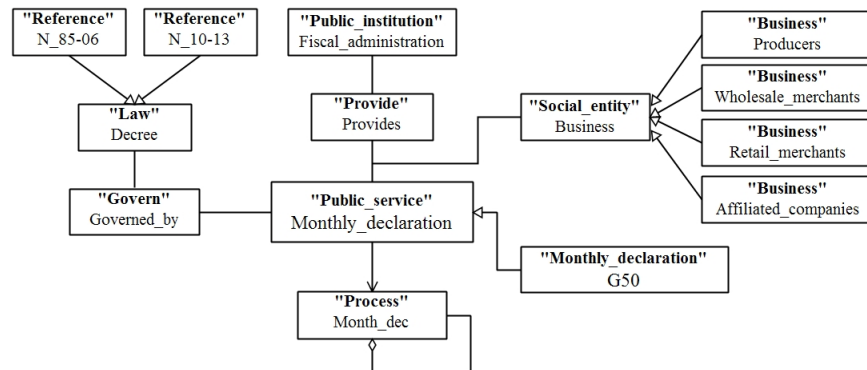 "Reference"
N_85-06
"Reference"
N_10-13
"Public_institution"
Fiscal_administration
"Business"
Producers
"Business"
Wholesale_merchants
"Law"
Decree
"Provide"
Provides
"Social_entity"
Business
"Business"
Retail_merchants
"Govern"
Governed_by
"Public_service"
Monthly_declaration
"Business"
Affiliated_companies
"Monthly_declaration"
G50
"Process"
Month_dec